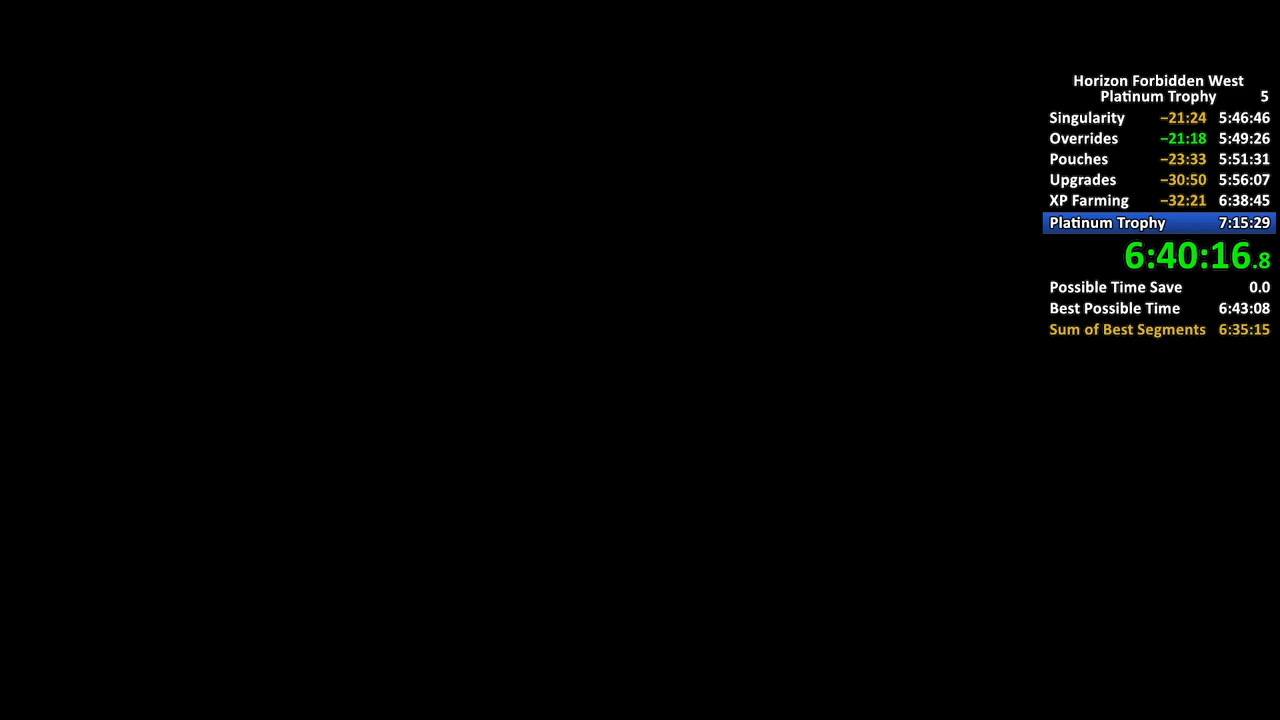 Horizon Forbidden West
Platinum Trophy 5
Singularity −21:24 5:46:46
Overrides −21:18 5:49:26
Pouches −23:33 5:51:31
Upgrades −30:50 5:56:07
XP Farming −32:21 6:38:45
Platinum Trophy 7:15:29
6:40:16.8
Possible Time Save 0.0
Best Possible Time 6:43:08
Sum of Best Segments 6:35:15